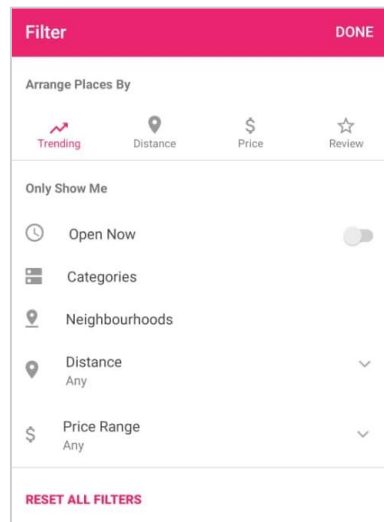 Filter DONE
Arrange Places By
Trending Distance Price Review
Only Show Me
Open Now
Categories
Neighbourhoods
Distance
Any
Price Range
Any
RESET ALL FILTERS